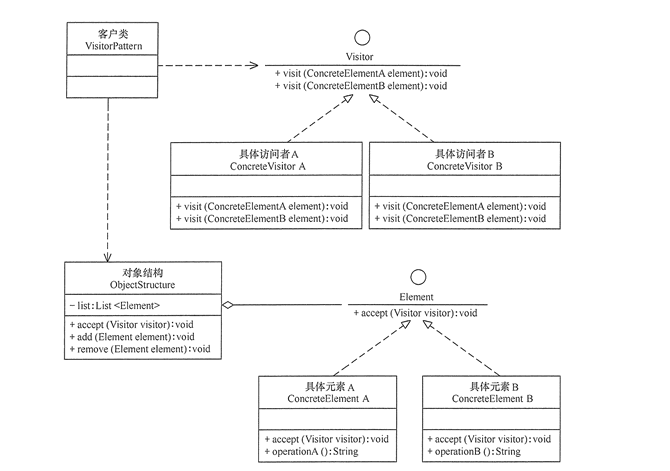 客户类
VisitorPattern
Visitor
+ visit (ConcreteElementA element):void
+ visit (ConcreteElementB element):void
具体访问者A
ConcreteVisitor A
+ visit (ConcreteElementA element):void
+ visit (ConcreteElementB element):void
具体访问者B
ConcreteVisitor B
+ visit (ConcreteElementA element):void
+ visit (ConcreteElementB element):void
对象结构
ObjectStructure
− list:List <Element>
+ accept (Visitor visitor):void
+ add (Element element):void
+ remove (Element element):void
Element
+ accept (Visitor visitor):void
具体元素A
ConcreteElement A
+ accept (Visitor visitor):void
+ operationA ():String
具体元素B
ConcreteElement B
+ accept (Visitor visitor):void
+ operationB ():String